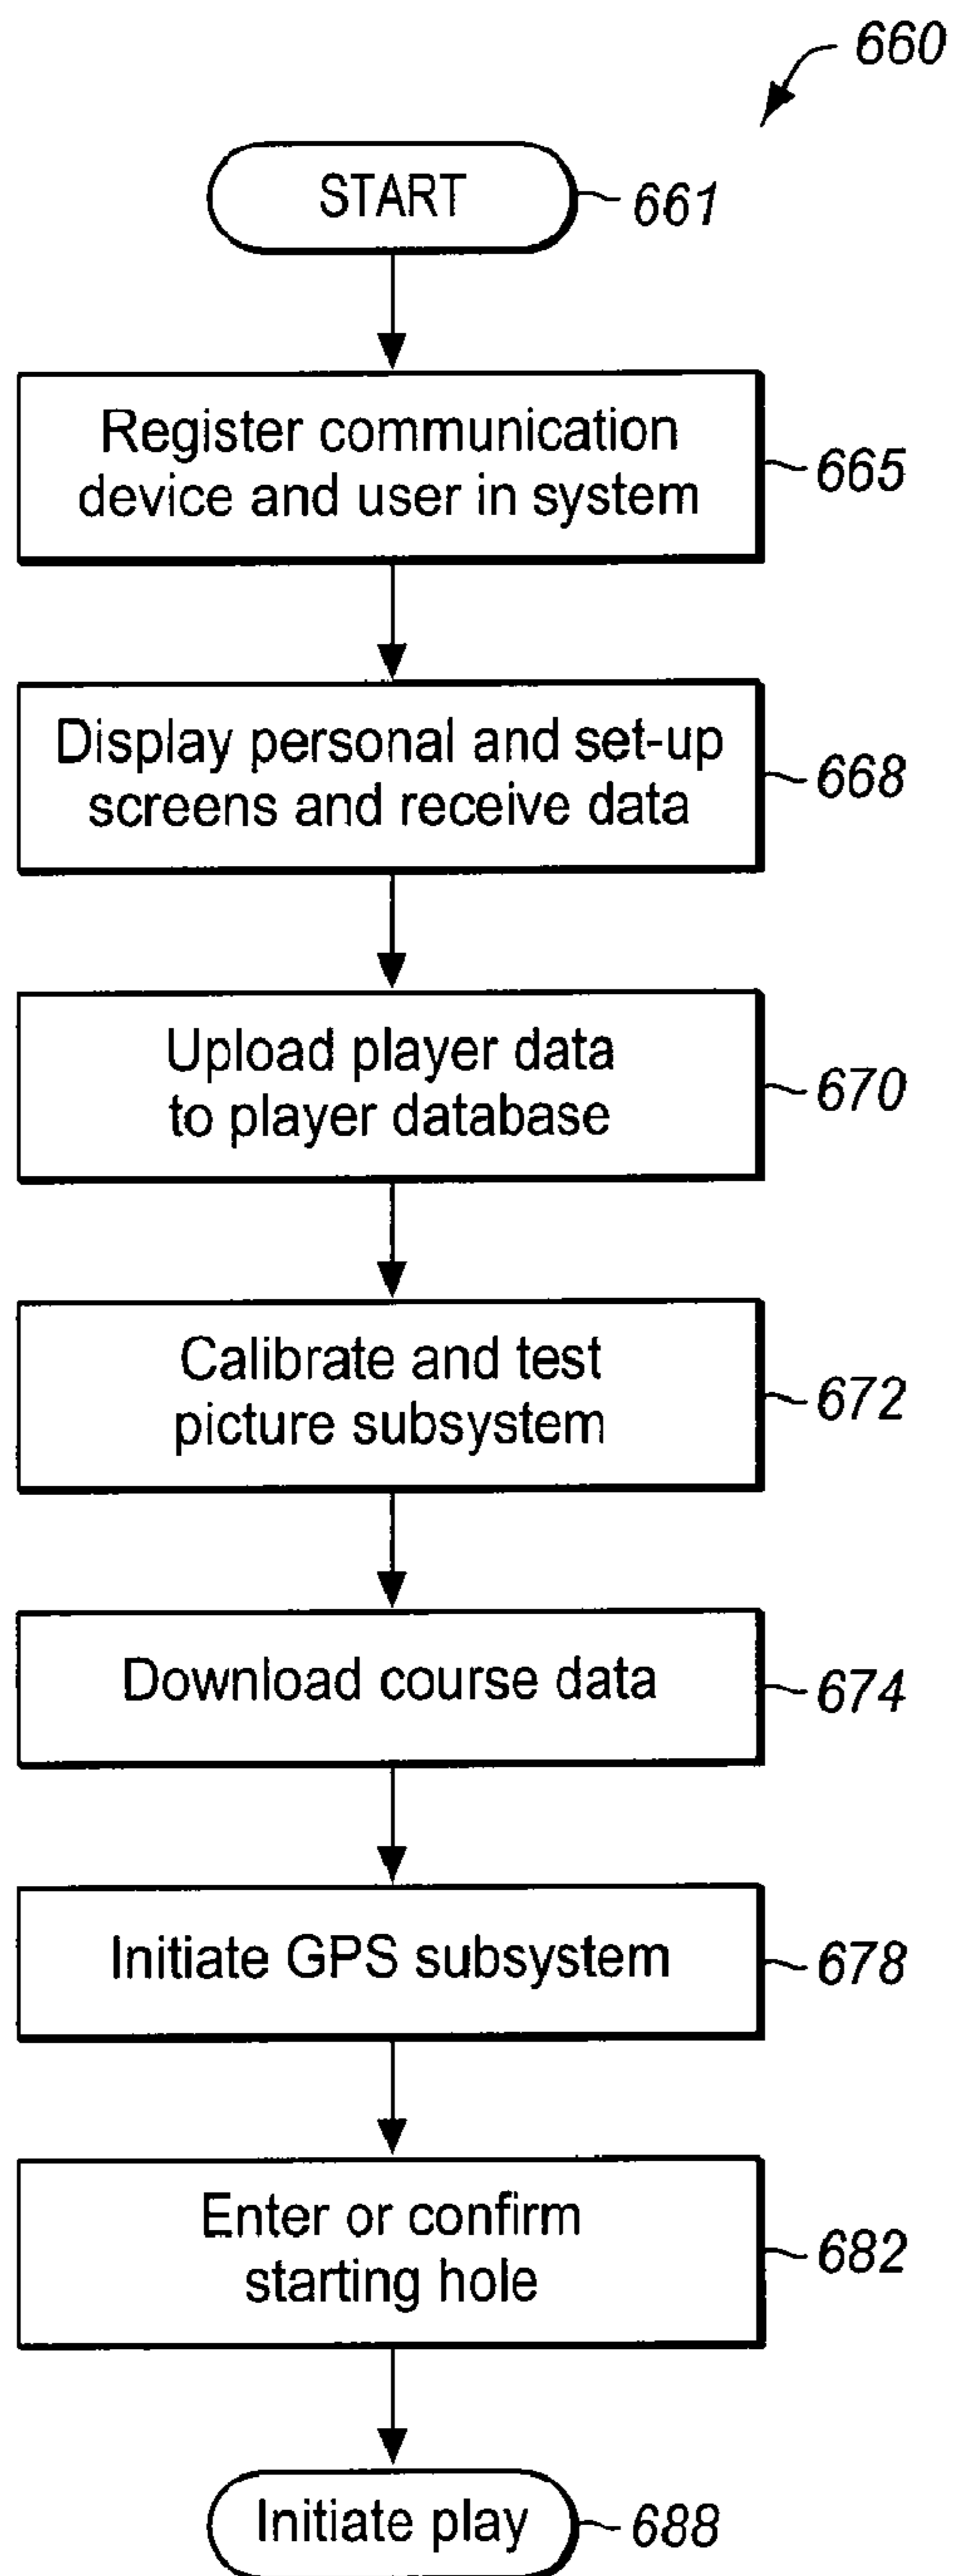 660
START
661
Register communication
device and user in system
665
Display personal and set-up
screens and receive data
668
Upload player data
to player database
670
Calibrate and test
picture subsystem
672
Download course data
674
Initiate GPS subsystem
678
Enter or confirm
starting hole
682
Initiate play
688